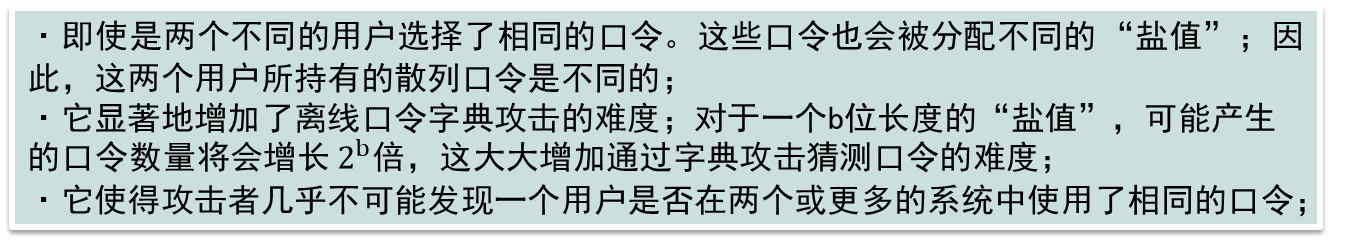 ·即使是两个不同的用户选择了相同的口令。这些口令也会被分配不同的“盐值”；因
此，这两个用户所持有的散列口令是不同的；
·它显著地增加了离线口令字典攻击的难度；对于一个b位长度的“盐值”，可能产生
的口令数量将会增长 2ᵇ倍，这大大增加通过字典攻击猜测口令的难度；
·它使得攻击者几乎不可能发现一个用户是否在两个或更多的系统中使用了相同的口令；